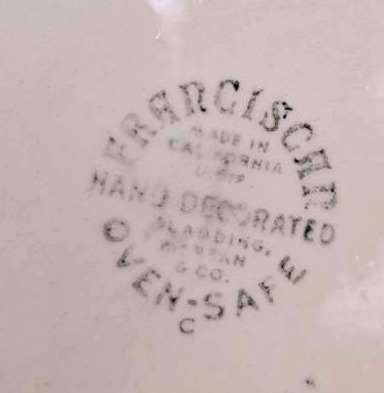 FRANCISCAN
MADE IN
CALIFORNIA
U.S.A.
HAND DECORATED
GLADDING,
McBEAN
& CO.
OVEN-SAFE
C